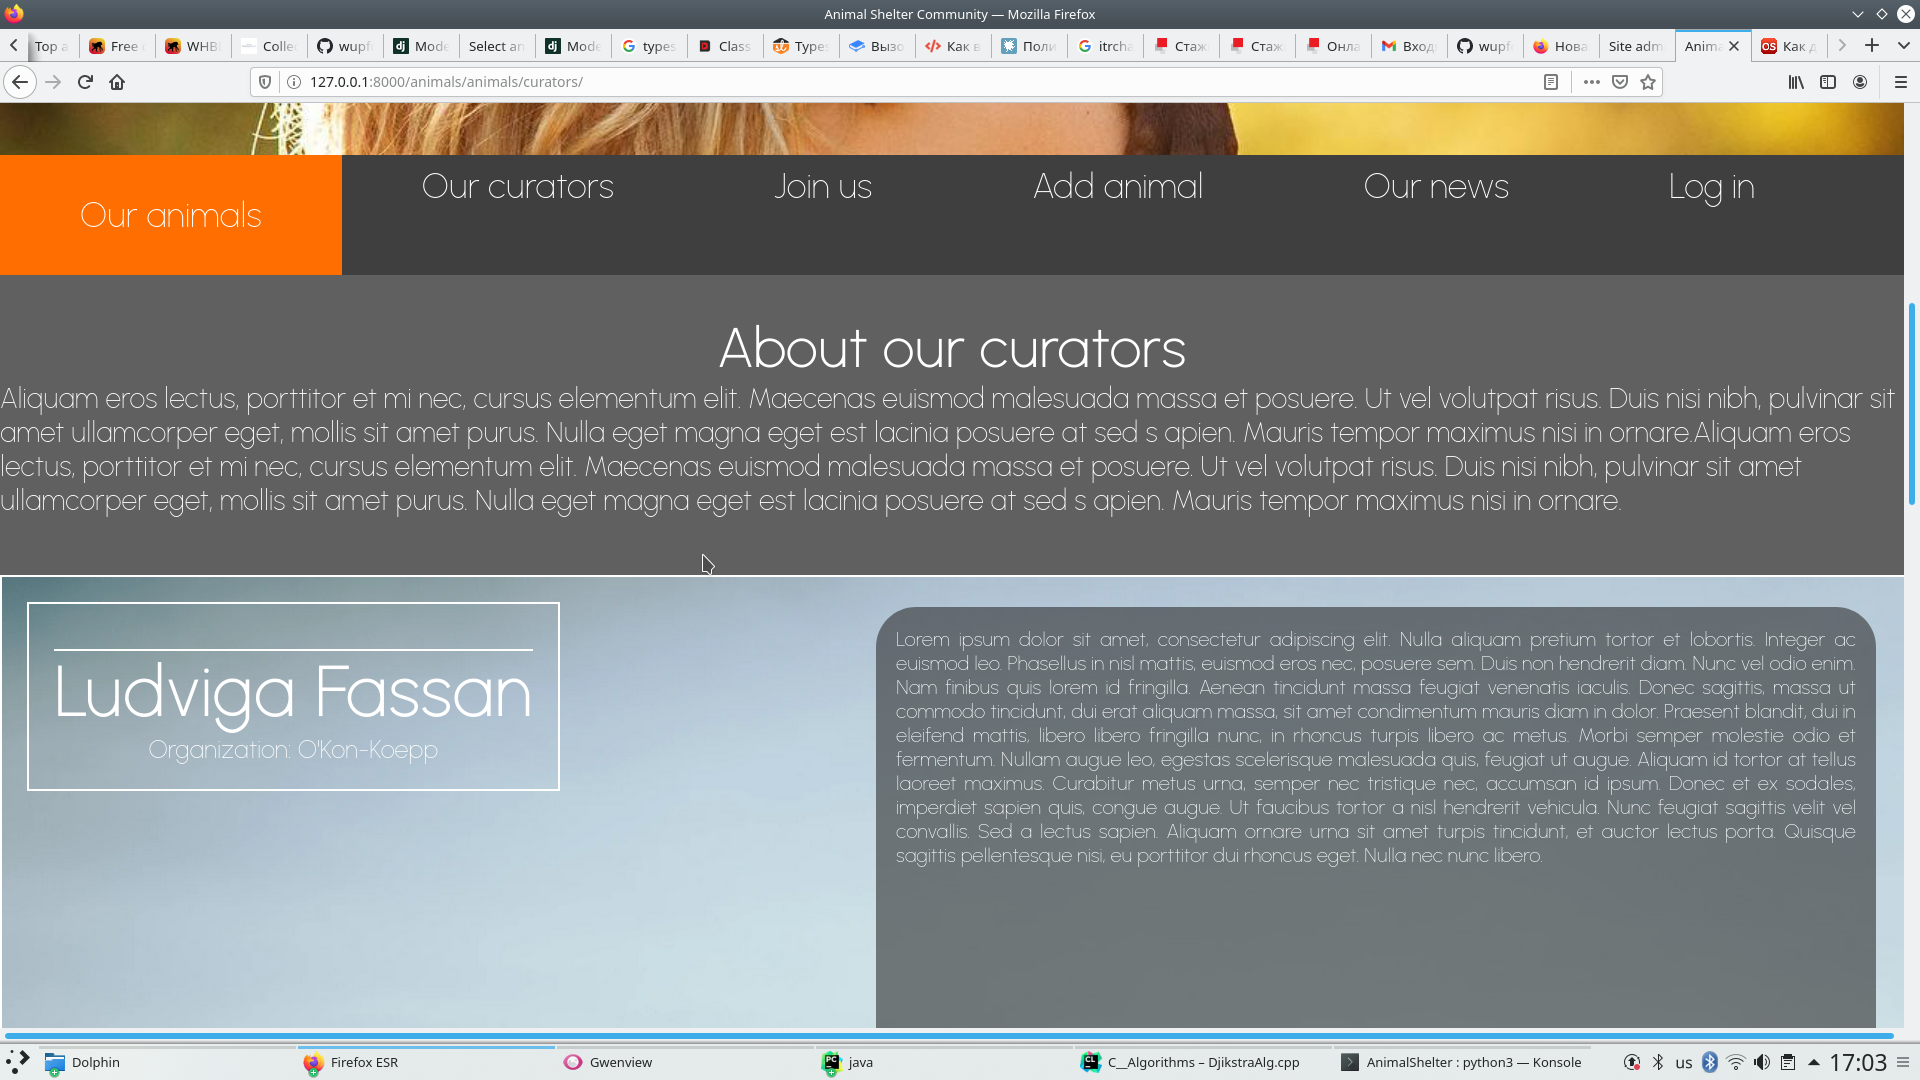 Animal Shelter Community — Mozilla Firefox
Top a
Free
WHB
Colle
wupf
Mode
Select an
Mode
types
Class
Types
Вызо
Как в
Поли
itrcha
Стаж
Стаж
Онла
Вход
wupf
Нова
Site adm
Anima
Как д
127.0.0.1:8000/animals/animals/curators/
Our animals
Our curators
Join us
Add animal
Our news
Log in
About our curators
Aliquam eros lectus, porttitor et mi nec, cursus elementum elit. Maecenas euismod malesuada massa et posuere. Ut vel volutpat risus. Duis nisi nibh, pulvinar sit
amet ullamcorper eget, mollis sit amet purus. Nulla eget magna eget est lacinia posuere at sed s apien. Mauris tempor maximus nisi in ornare.Aliquam eros
lectus, porttitor et mi nec, cursus elementum elit. Maecenas euismod malesuada massa et posuere. Ut vel volutpat risus. Duis nisi nibh, pulvinar sit amet
ullamcorper eget, mollis sit amet purus. Nulla eget magna eget est lacinia posuere at sed s apien. Mauris tempor maximus nisi in ornare.
Ludviga Fassan
Organization: O'Kon-Koepp
Lorem ipsum dolor sit amet, consectetur adipiscing elit. Nulla aliquam pretium tortor et lobortis. Integer ac
euismod leo. Phasellus in nisl mattis, euismod eros nec, posuere sem. Duis non hendrerit diam. Nunc vel odio enim.
Nam finibus quis lorem id fringilla. Aenean tincidunt massa feugiat venenatis iaculis. Donec sagittis, massa ut
commodo tincidunt, dui erat aliquam massa, sit amet condimentum mauris diam in dolor. Praesent blandit, dui in
eleifend mattis, libero libero fringilla nunc, in rhoncus turpis libero ac metus. Morbi semper molestie odio et
fermentum. Nullam augue leo, egestas scelerisque malesuada quis, feugiat ut augue. Aliquam id tortor at tellus
laoreet maximus. Curabitur metus urna, semper nec tristique nec, accumsan id ipsum. Donec et ex sodales,
imperdiet sapien quis, congue augue. Ut faucibus tortor a nisl hendrerit vehicula. Nunc feugiat sagittis velit vel
convallis. Sed a lectus sapien. Aliquam ornare urna sit amet turpis tincidunt, et auctor lectus porta. Quisque
sagittis pellentesque nisi, eu porttitor dui rhoncus eget. Nulla nec nunc libero.
Dolphin
Firefox ESR
Gwenview
java
C__Algorithms – DjikstraAlg.cpp
AnimalShelter : python3 — Konsole
us
17:03